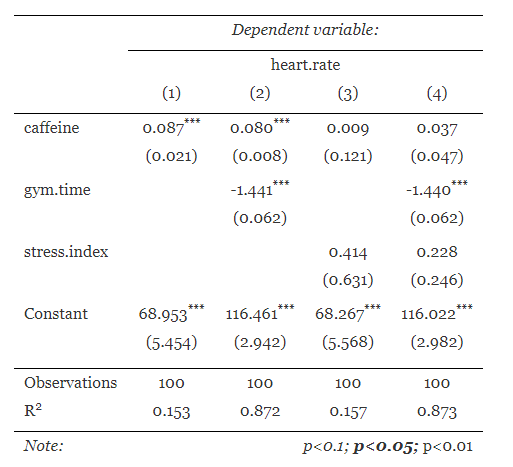 Dependent variable:
heart.rate
(1) (2) (3) (4)
caffeine 0.087*** 0.080*** 0.009 0.037
(0.021) (0.008) (0.121) (0.047)
gym.time -1.441*** -1.440***
(0.062) (0.062)
stress.index 0.414 0.228
(0.631) (0.246)
Constant 68.953*** 116.461*** 68.267*** 116.022***
(5.454) (2.942) (5.568) (2.982)
Observations 100 100 100 100
R² 0.153 0.872 0.157 0.873
Note: p<0.1; p<0.05; p<0.01